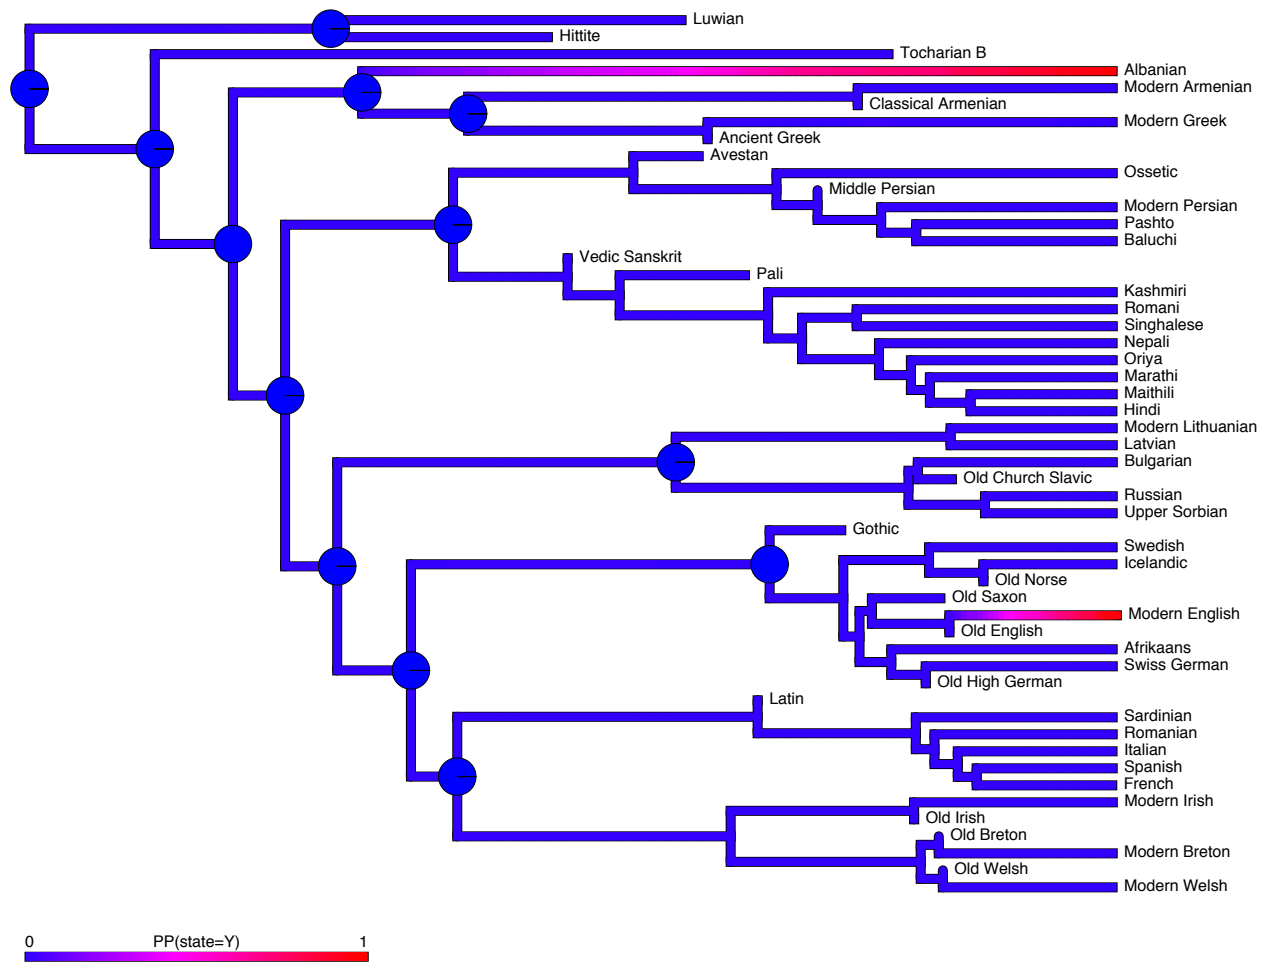 Luwian
Hittite
Tocharian B
Albanian
Modern Armenian
Classical Armenian
Modern Greek
Ancient Greek
Avestan
Ossetic
Middle Persian
Modern Persian
Pashto
Baluchi
Vedic Sanskrit
Pali
Kashmiri
Romani
Singhalese
Nepali
Oriya
Marathi
Maithili
Hindi
Modern Lithuanian
Latvian
Bulgarian
Old Church Slavic
Russian
Upper Sorbian
Gothic
Swedish
Icelandic
Old Norse
Old Saxon
Modern English
Old English
Afrikaans
Swiss German
Old High German
Latin
Sardinian
Romanian
Italian
Spanish
French
Modern Irish
Old Irish
Old Breton
Modern Breton
Old Welsh
Modern Welsh
0 PP(state=Y) 1